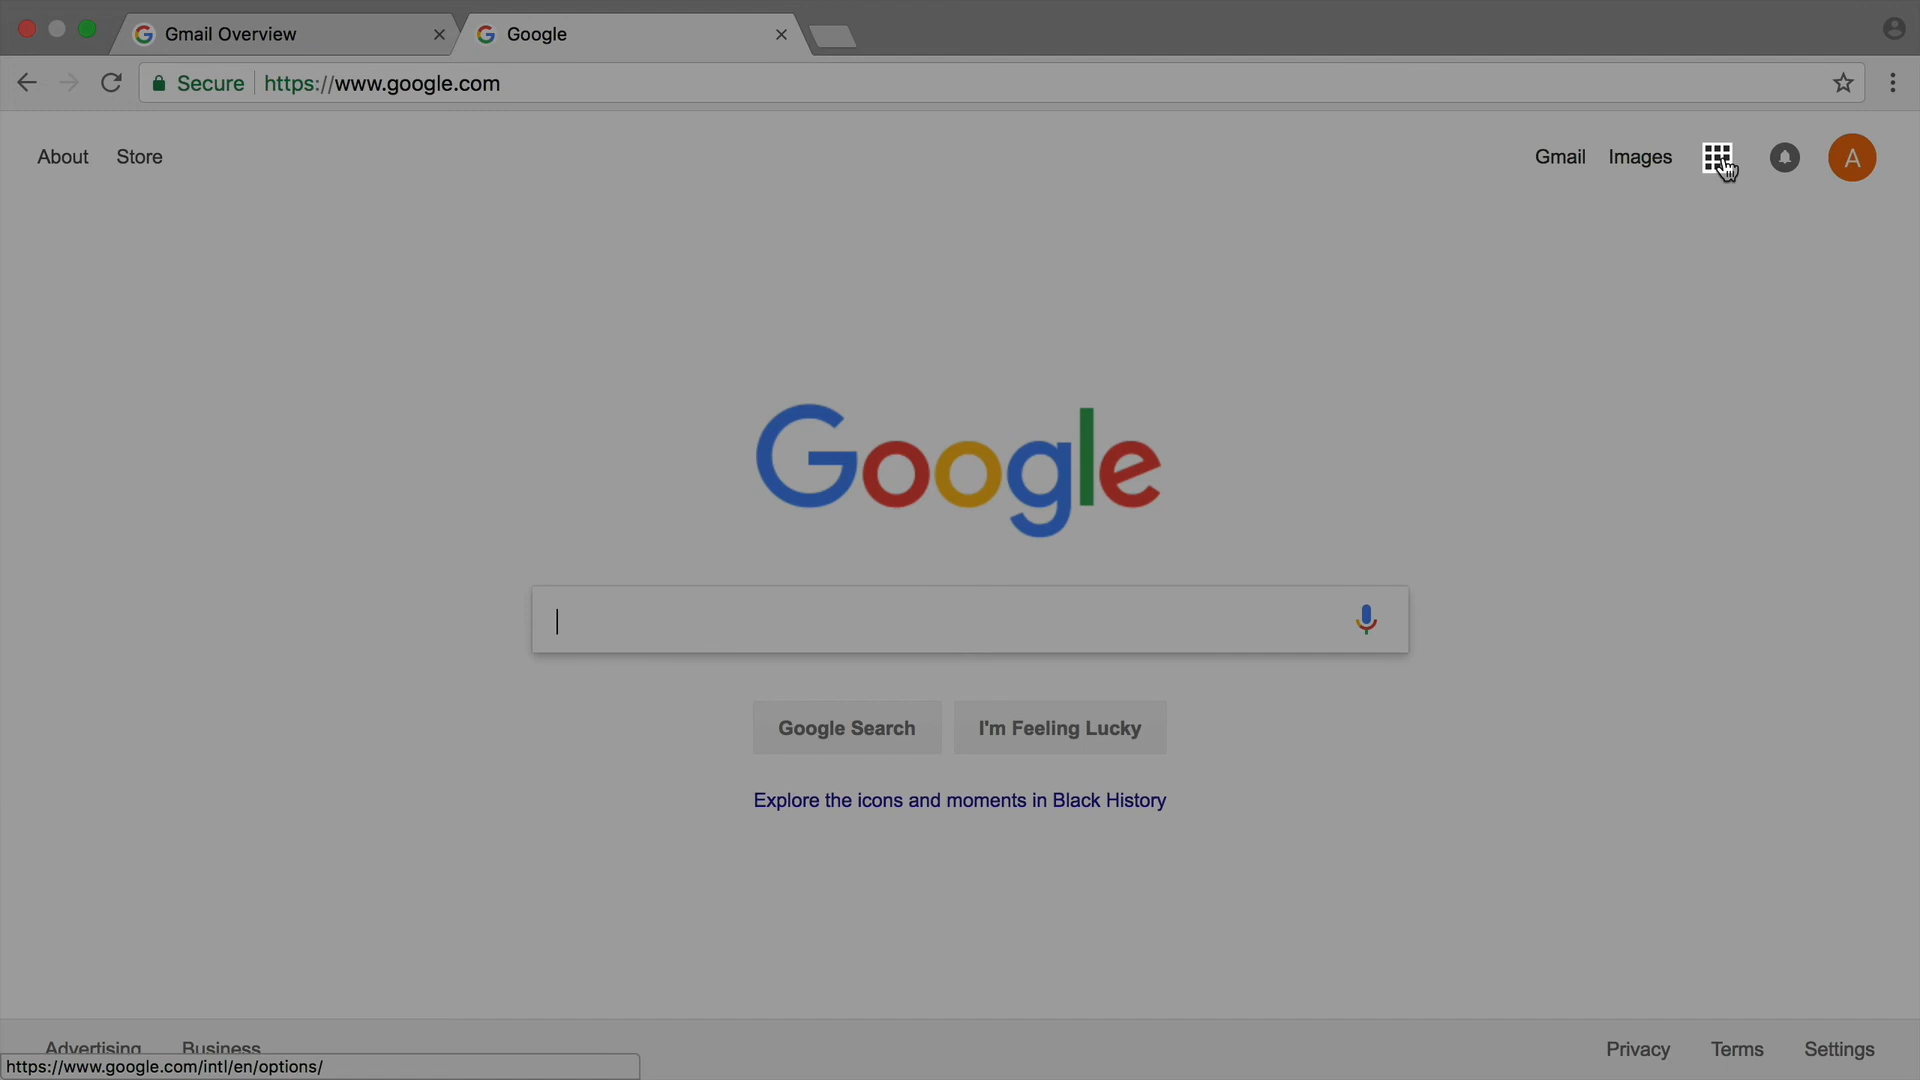 Gmail Overview
Google
Secure
https://www.google.com
About
Store
Gmail
Images
A
Google
Google Search
I'm Feeling Lucky
Explore the icons and moments in Black History
Advertising
Business
Privacy
Terms
Settings
https://www.google.com/intl/en/options/